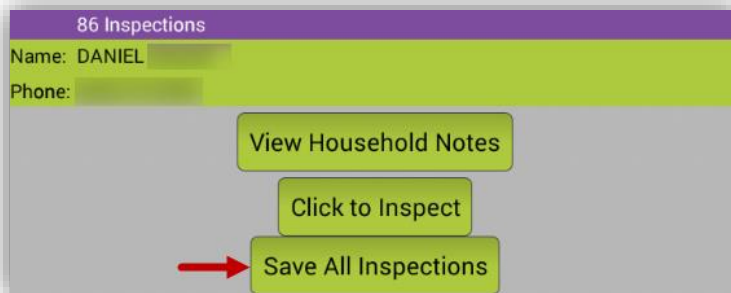 86 Inspections
Name: DANIEL
Phone:
View Household Notes
Click to Inspect
Save All Inspections